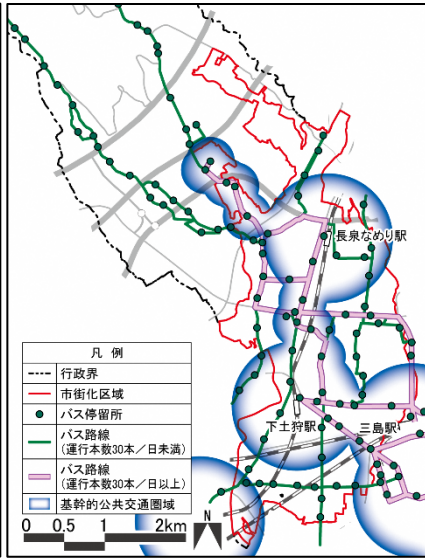 長泉なめり駅
下土狩駅
三島駅
凡 例
行政界
市街化区域
バス停留所
バス路線
(運行本数30本/日未満)
バス路線
(運行本数30本/日以上)
基幹的公共交通圏域
0 0.5 1 2km
N